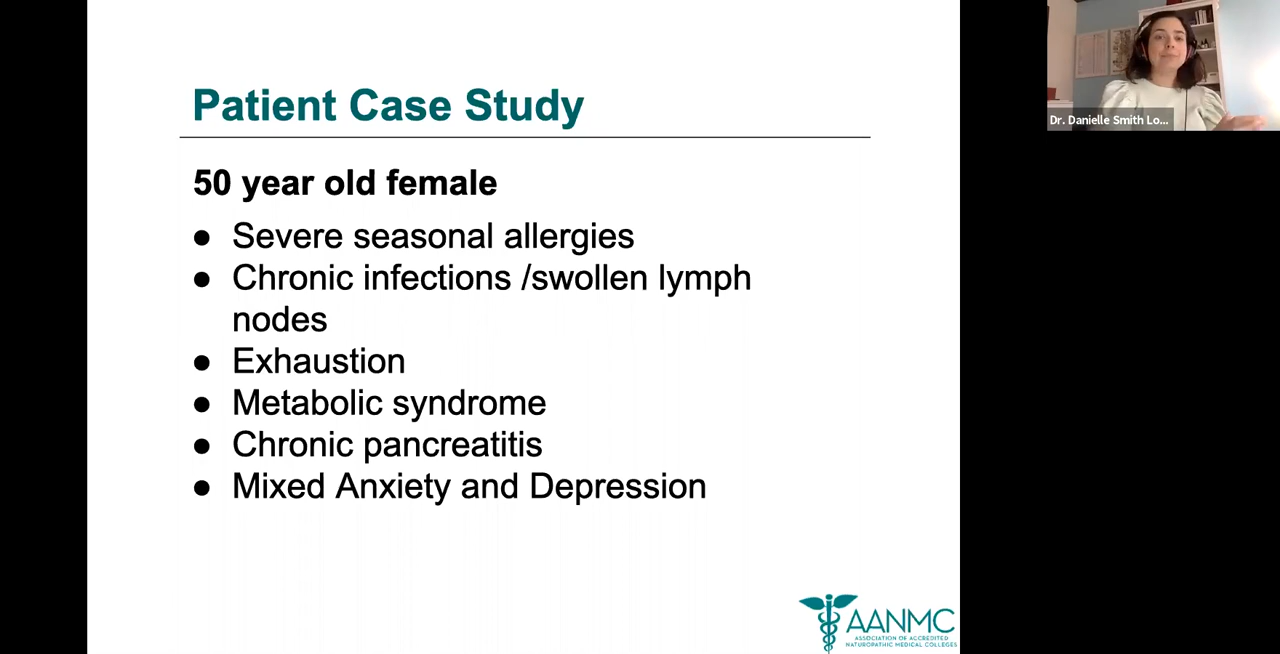 Patient Case Study
50 year old female
● Severe seasonal allergies
● Chronic infections /swollen lymph
nodes
● Exhaustion
● Metabolic syndrome
● Chronic pancreatitis
● Mixed Anxiety and Depression
AANMC
ASSOCIATION OF ACCREDITED
NATUROPATHIC MEDICAL COLLEGES
Dr. Danielle Smith Lo...